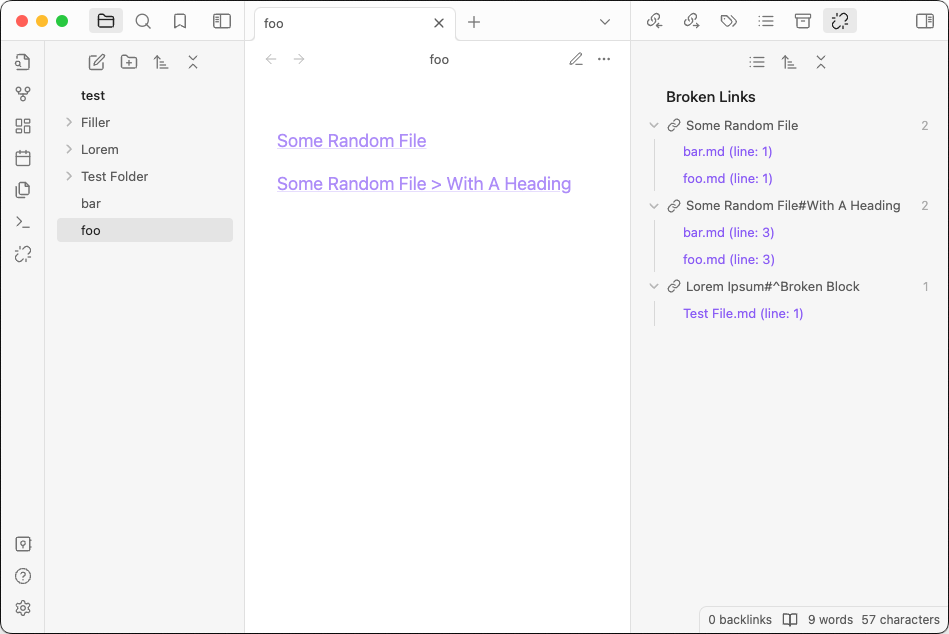 foo
foo
test
Filler
Lorem
Test Folder
bar
foo
Some Random File
Some Random File > With A Heading
Broken Links
Some Random File 2
bar.md (line: 1)
foo.md (line: 1)
Some Random File#With A Heading 2
bar.md (line: 3)
foo.md (line: 3)
Lorem Ipsum#^Broken Block 1
Test File.md (line: 1)
0 backlinks 9 words 57 characters